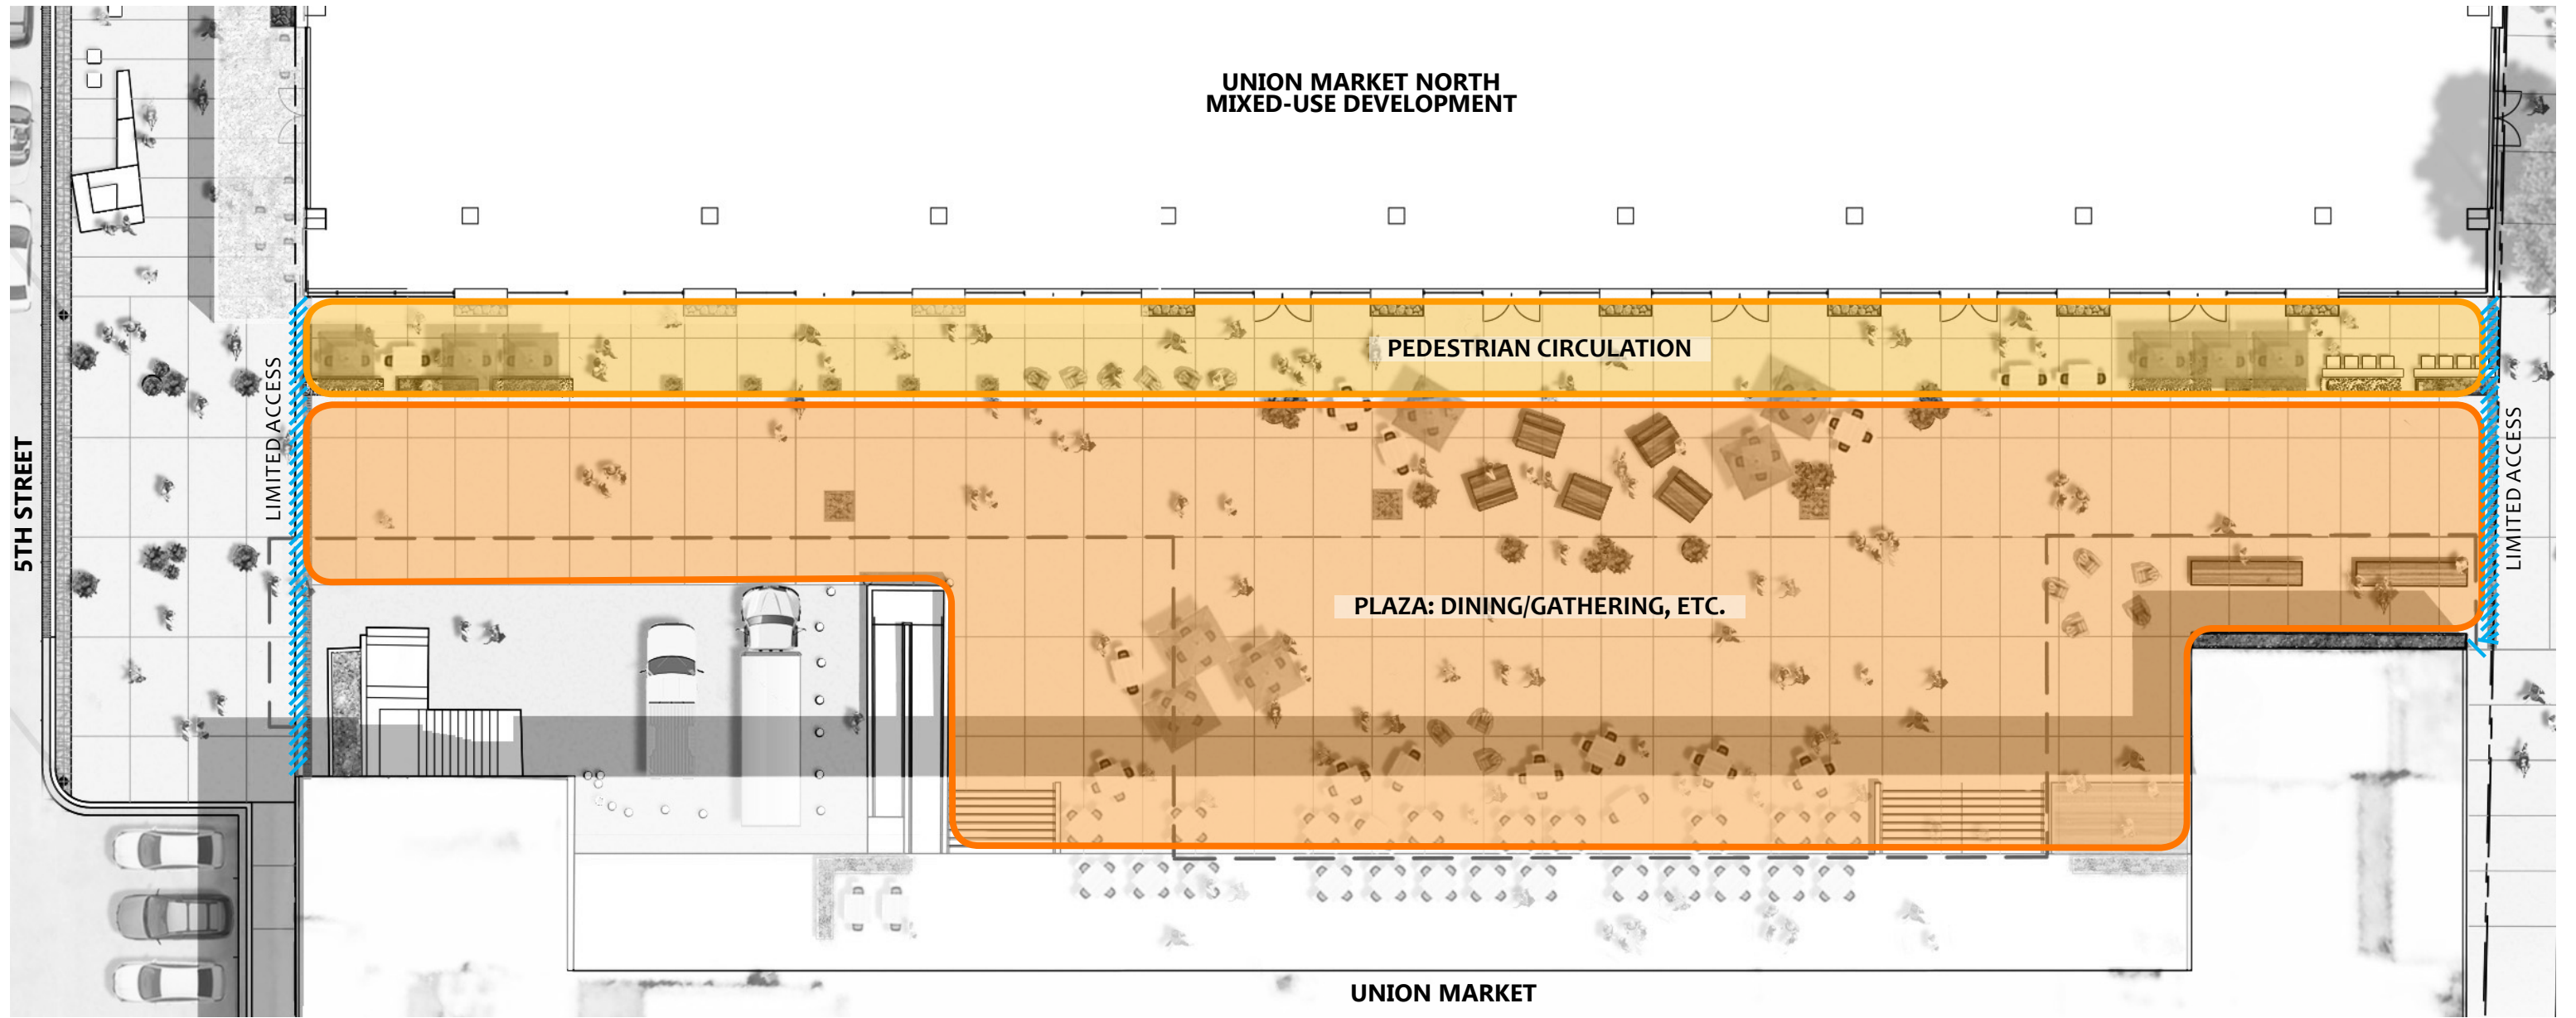 UNION MARKET NORTH
MIXED-USE DEVELOPMENT
PEDESTRIAN CIRCULATION
LIMITED ACCESS
LIMITED ACCESS
5TH STREET
PLAZA: DINING/GATHERING, ETC.
UNION MARKET